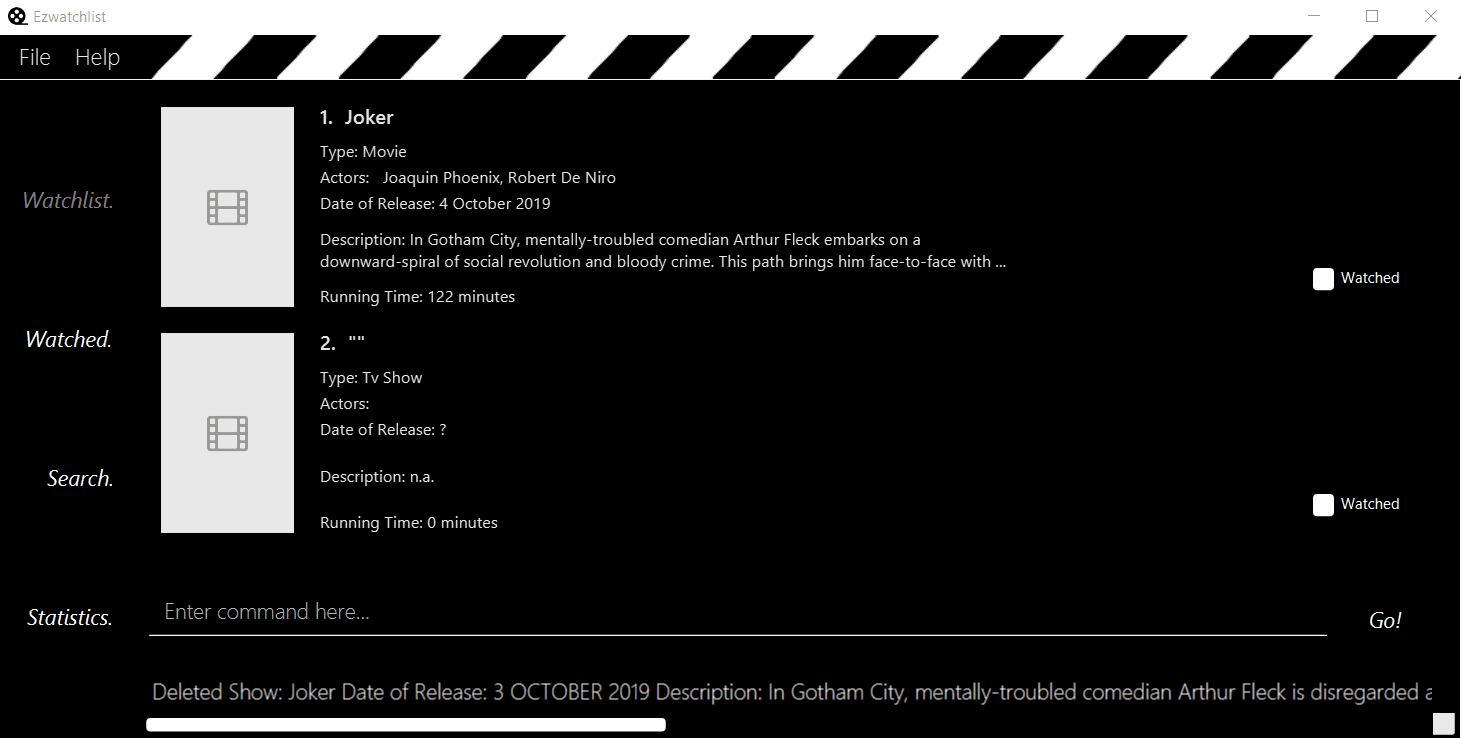 Ezwatchlist
File Help
Watchlist.
Watched.
Search.
Statistics.
1. Joker
Type: Movie
Actors: Joaquin Phoenix, Robert De Niro
Date of Release: 4 October 2019
Description: In Gotham City, mentally-troubled comedian Arthur Fleck embarks on a
downward-spiral of social revolution and bloody crime. This path brings him face-to-face with ...
Running Time: 122 minutes
Watched
2. ""
Type: Tv Show
Actors:
Date of Release: ?
Description: n.a.
Running Time: 0 minutes
Watched
Enter command here...
Go!
Deleted Show: Joker Date of Release: 3 OCTOBER 2019 Description: In Gotham City, mentally-troubled comedian Arthur Fleck is disregarded